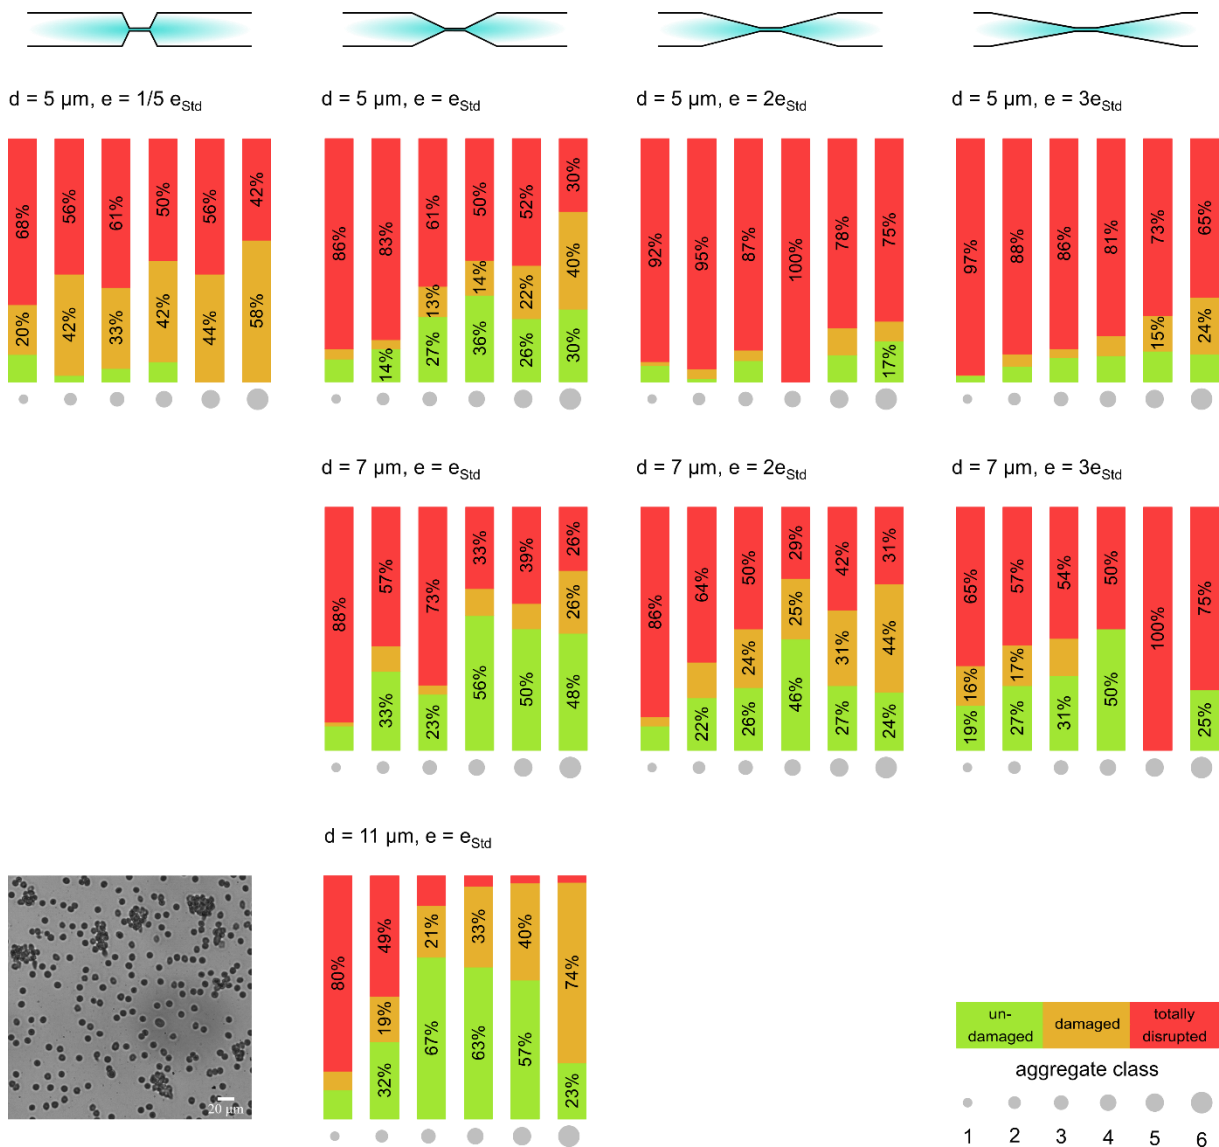 d = 5 µm, e = 1/5 eStd
d = 5 µm, e = eStd
d = 5 µm, e = 2eStd
d = 5 µm, e = 3eStd
68% 56% 61% 50% 56% 42%
20% 42% 33% 42% 44% 58%
86% 83% 61% 50% 52% 30%
13% 14% 22% 40%
14% 27% 36% 26% 30%
92% 95% 87% 100% 78% 75%
17%
97% 88% 86% 81% 73% 65%
15% 24%
d = 7 µm, e = eStd
d = 7 µm, e = 2eStd
d = 7 µm, e = 3eStd
88% 57% 73% 33% 39% 26%
26%
33% 23% 56% 50% 48%
86% 64% 50% 29% 42% 31%
24% 25% 31% 44%
22% 26% 46% 27% 24%
65% 57% 54% 50% 100% 75%
16% 17%
19% 27% 31% 50% 25%
d = 11 µm, e = eStd
80% 49%
19% 21% 33% 40% 74%
32% 67% 63% 57% 23%
20 µm
un-
damaged
damaged
totally
disrupted
aggregate class
1 2 3 4 5 6